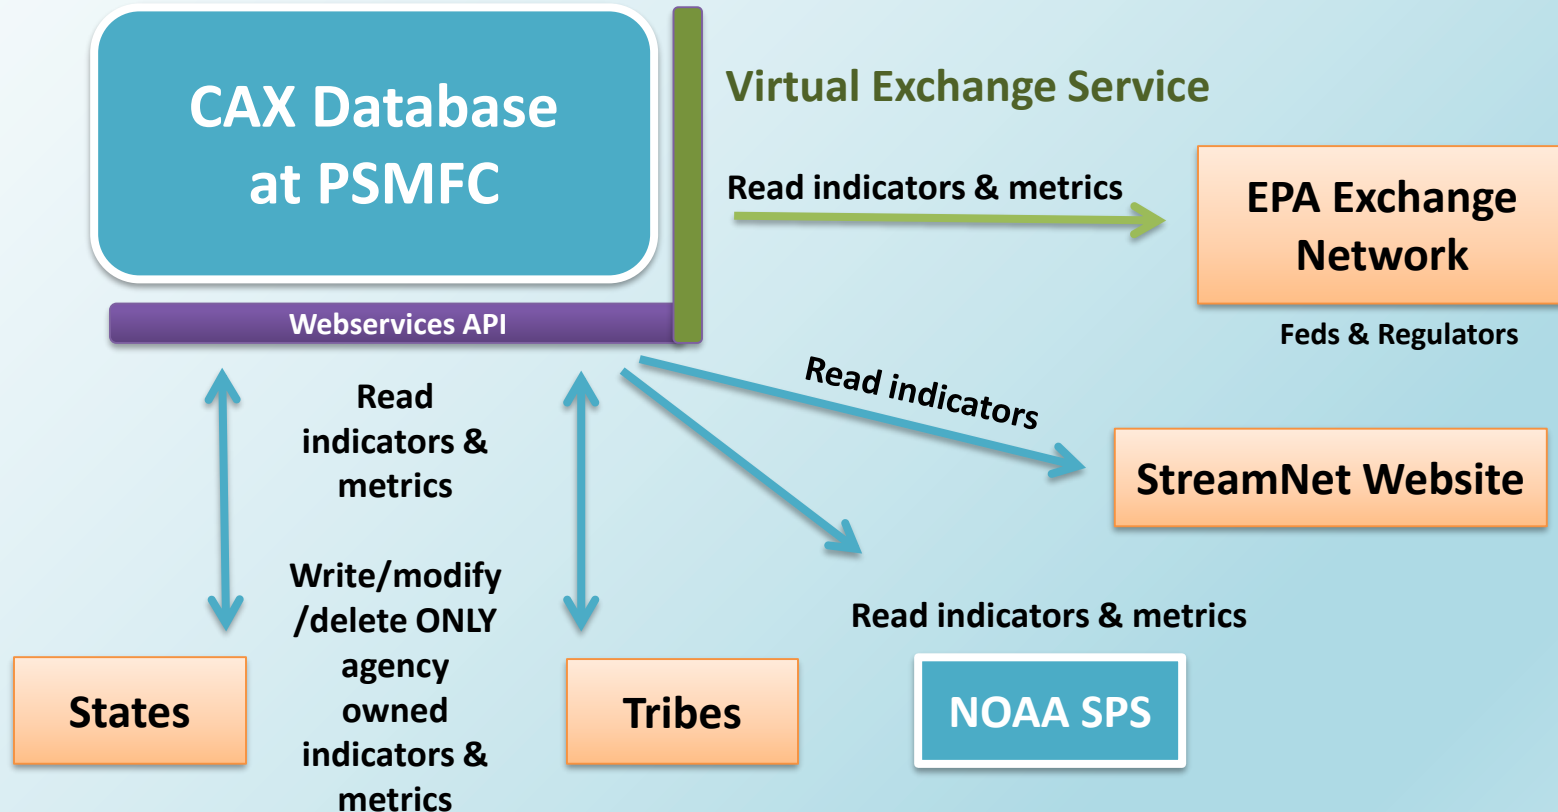 CAX Database
at PSMFC
Virtual Exchange Service
Read indicators & metrics
EPA Exchange
Network
Feds & Regulators
Webservices API
Read
indicators &
metrics
Write/modify
/delete ONLY
agency
owned
indicators &
metrics
Read indicators
StreamNet Website
Read indicators & metrics
States
Tribes
NOAA SPS